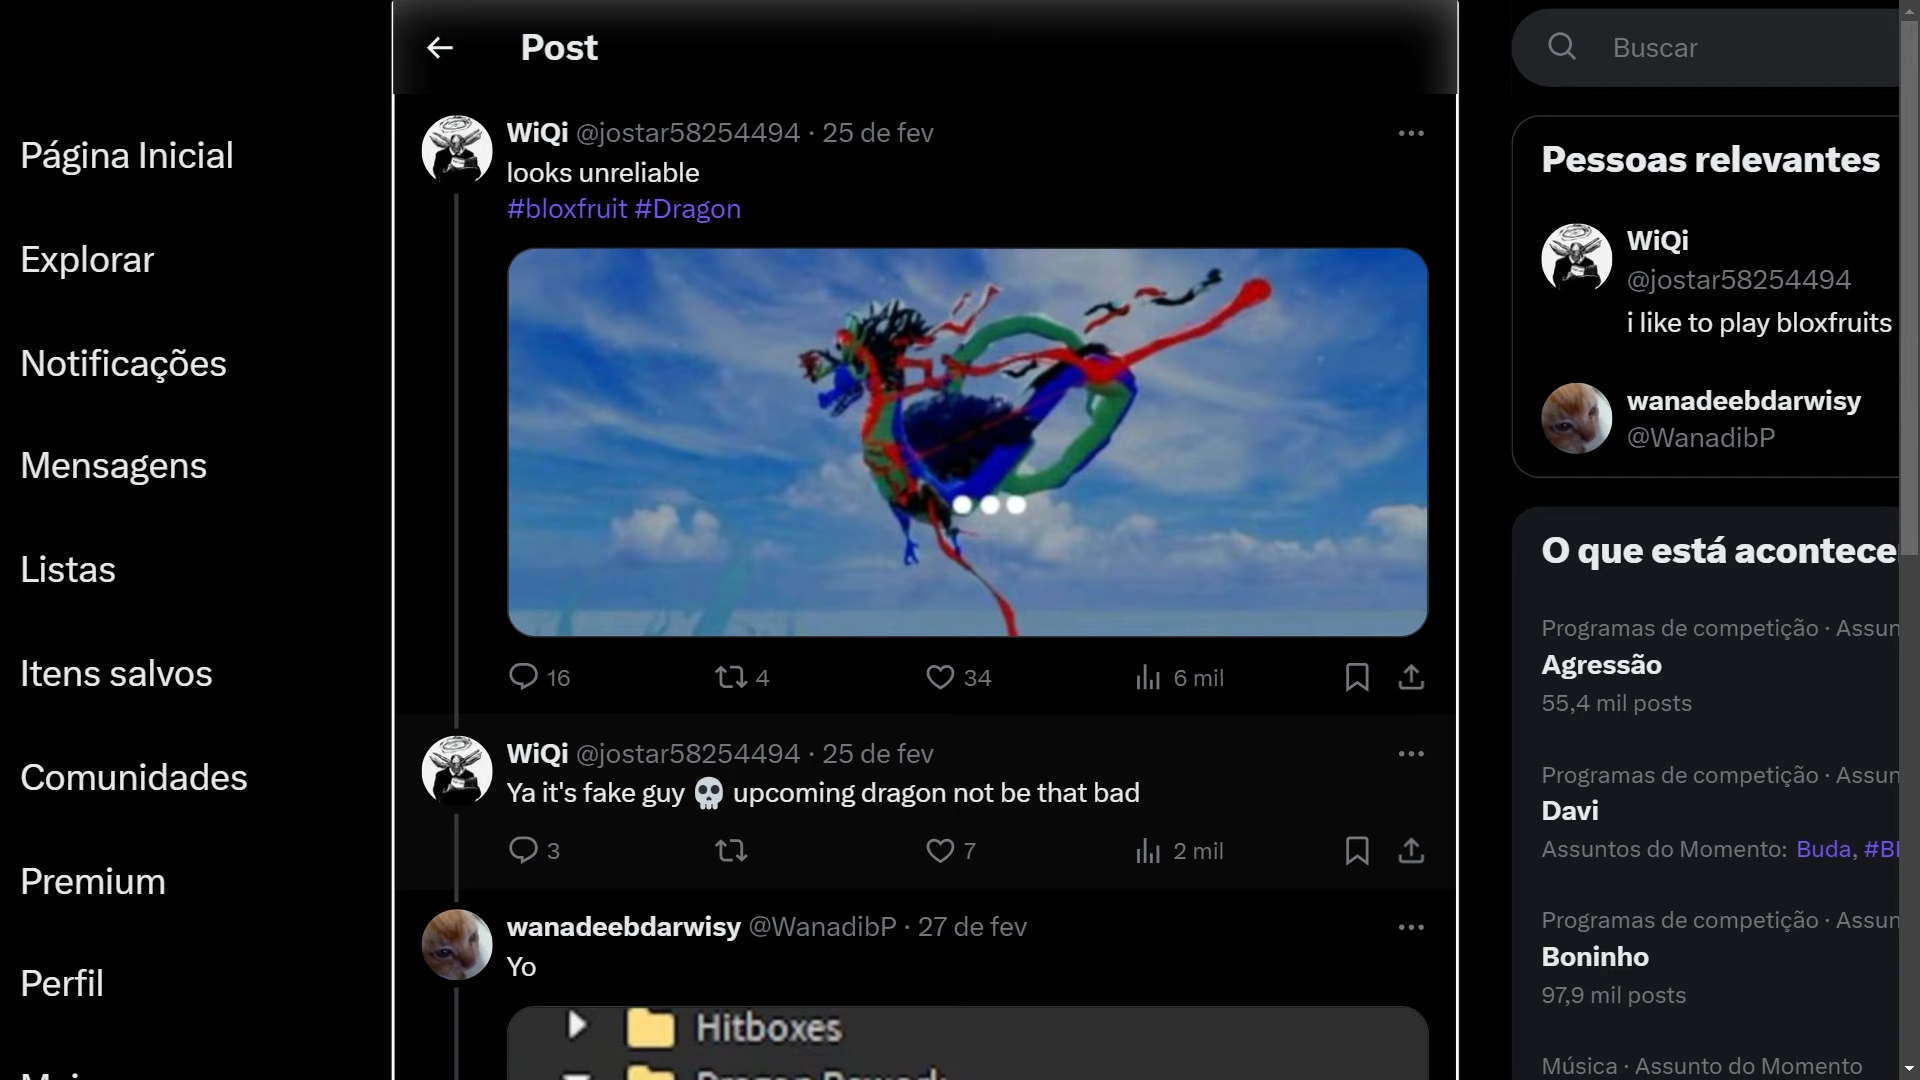 Post
Buscar
Página Inicial
Explorar
Notificações
Mensagens
Listas
Itens salvos
Comunidades
Premium
Perfil
WiQi @jostar58254494 · 25 de fev
looks unreliable
#bloxfruit #Dragon
16 4 34 6 mil
WiQi @jostar58254494 · 25 de fev
Ya it's fake guy 💀 upcoming dragon not be that bad
3 7 2 mil
wanadeebdarwisy @WanadibP · 27 de fev
Yo
Hitboxes
Pessoas relevantes
WiQi
@jostar58254494
i like to play bloxfruits
wanadeebdarwisy
@WanadibP
O que está acontece
Programas de competição · Assun
Agressão
55,4 mil posts
Programas de competição · Assun
Davi
Assuntos do Momento: Buda, #B
Programas de competição · Assun
Boninho
97,9 mil posts
Música · Assunto do Momento